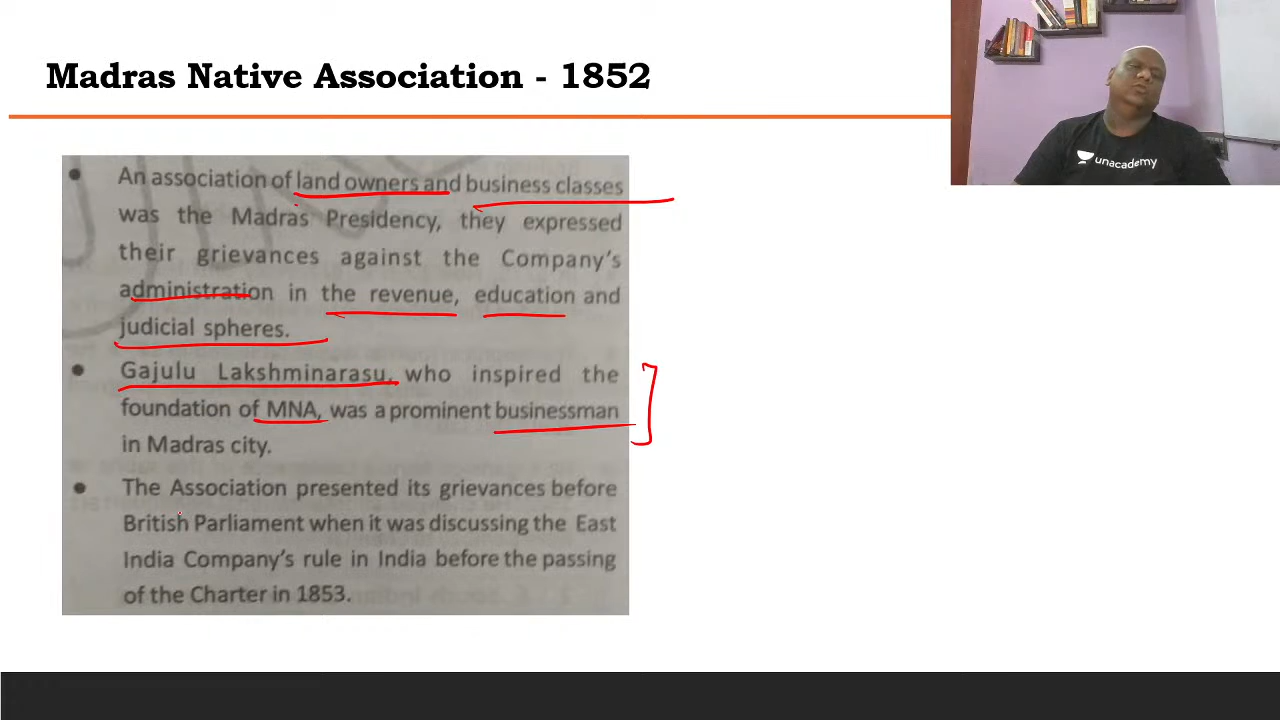 Madras Native Association - 1852
unacademy
An association of land owners and business classes
was the Madras Presidency, they expressed
their grievances against the Company's
administration in the revenue, education and
judicial spheres.
Gajulu Lakshminarasu, who inspired the
foundation of MNA, was a prominent businessman
in Madras city.
The Association presented its grievances before
British Parliament when it was discussing the East
India Company's rule in India before the passing
of the Charter in 1853.